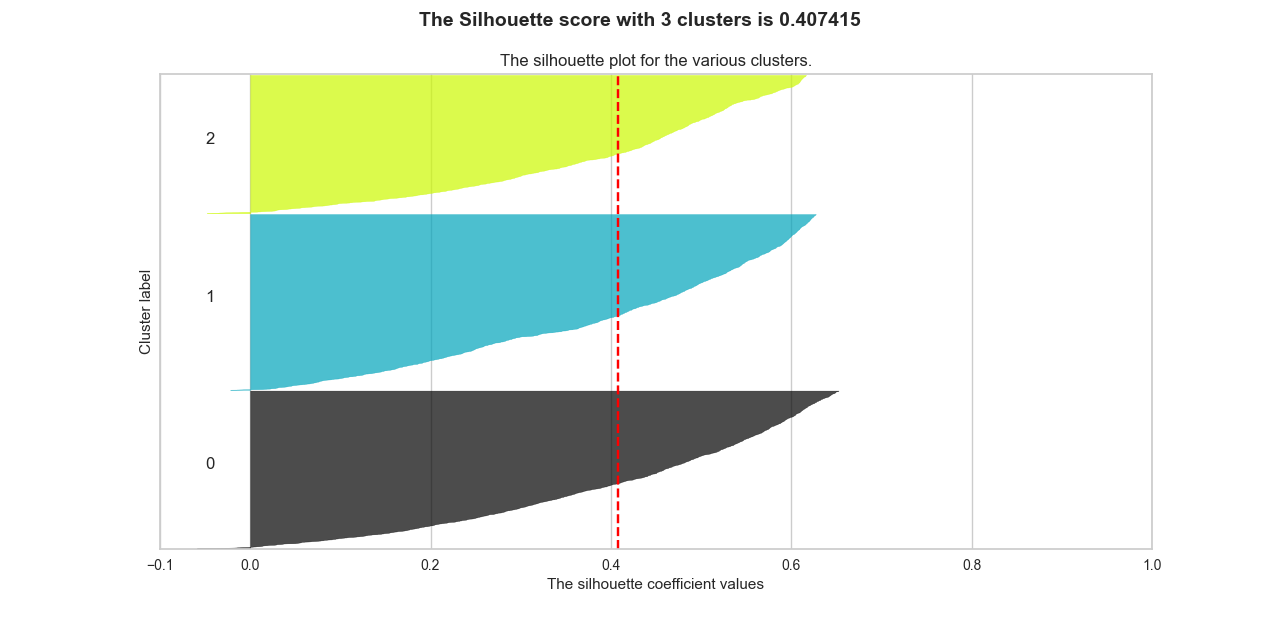 The Silhouette score with 3 clusters is 0.407415
The silhouette plot for the various clusters.
2
1
0
Cluster label
−0.1 0.0 0.2 0.4 0.6 0.8 1.0
The silhouette coefficient values